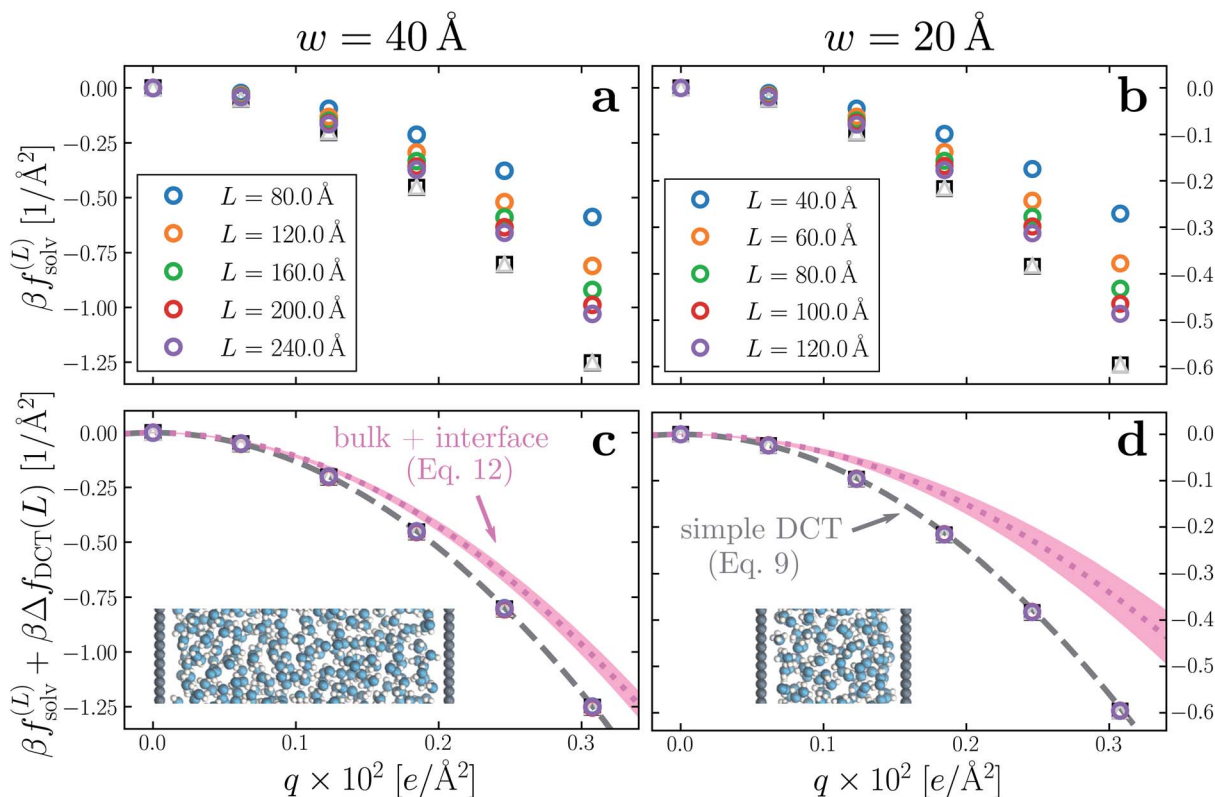 w = 40 Å
w = 20 Å
a
b
βf_solv^(L) [1/Å²]
0.00
−0.25
−0.50
−0.75
−1.00
−1.25
L = 80.0 Å
L = 120.0 Å
L = 160.0 Å
L = 200.0 Å
L = 240.0 Å
L = 40.0 Å
L = 60.0 Å
L = 80.0 Å
L = 100.0 Å
L = 120.0 Å
0.0
−0.1
−0.2
−0.3
−0.4
−0.5
−0.6
c
d
βf_solv^(L) + βΔf_DCT(L) [1/Å²]
0.00
−0.25
−0.50
−0.75
−1.00
−1.25
bulk + interface
(Eq. 12)
simple DCT
(Eq. 9)
0.0
−0.1
−0.2
−0.3
−0.4
−0.5
−0.6
0.0
0.1
0.2
0.3
0.0
0.1
0.2
0.3
q × 10² [e/Å²]
q × 10² [e/Å²]